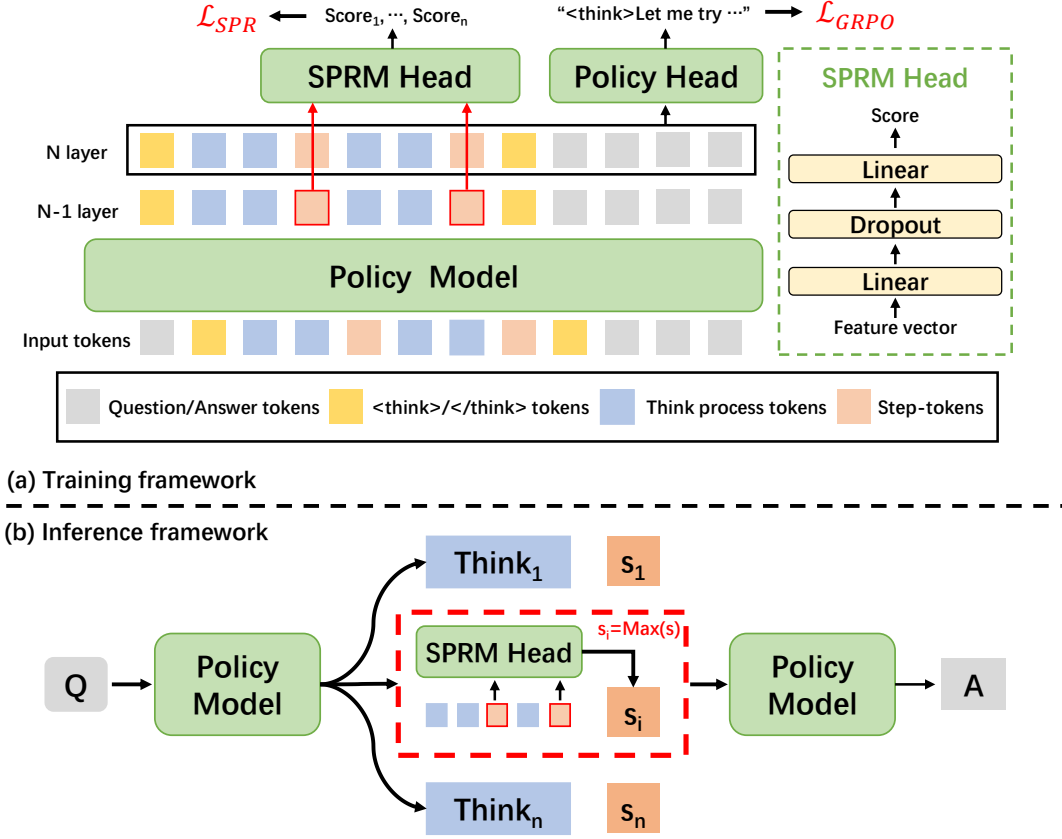 ℒ_SPR
Score₁, ···, Scoreₙ
“<think>Let me try ···”
ℒ_GRPO
SPRM Head
Policy Head
N layer
N-1 layer
Policy Model
Input tokens
SPRM Head
Score
Linear
Dropout
Linear
Feature vector
Question/Answer tokens
<think>/</think> tokens
Think process tokens
Step-tokens
(a) Training framework
(b) Inference framework
Think₁
s₁
Q
Policy
Model
SPRM Head
sᵢ=Max(s)
sᵢ
Policy
Model
A
Thinkₙ
sₙ